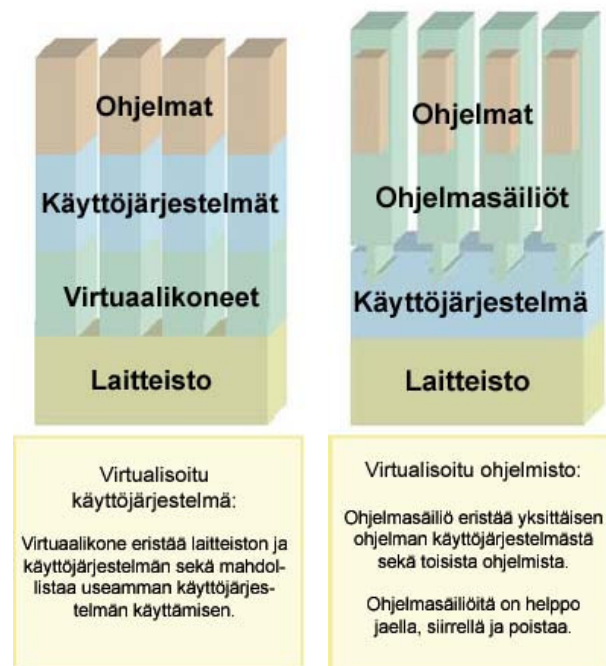 Ohjelmat
Käyttöjärjestelmät
Virtuaalikoneet
Laitteisto
Virtualisoitu
käyttöjärjestelmä:
Virtuaalikone eristää laitteiston ja
käyttöjärjestelmän sekä mahdol-
listaa useamman käyttöjärjes-
telmän käyttämisen.
Ohjelmat
Ohjelmasäiliöt
Käyttöjärjestelmä
Laitteisto
Virtualisoitu ohjelmisto:
Ohjelmasäiliö eristää yksittäisen
ohjelman käyttöjärjestelmästä
sekä toisista ohjelmista.
Ohjelmasäiliöitä on helppo
jaella, siirrellä ja poistaa.